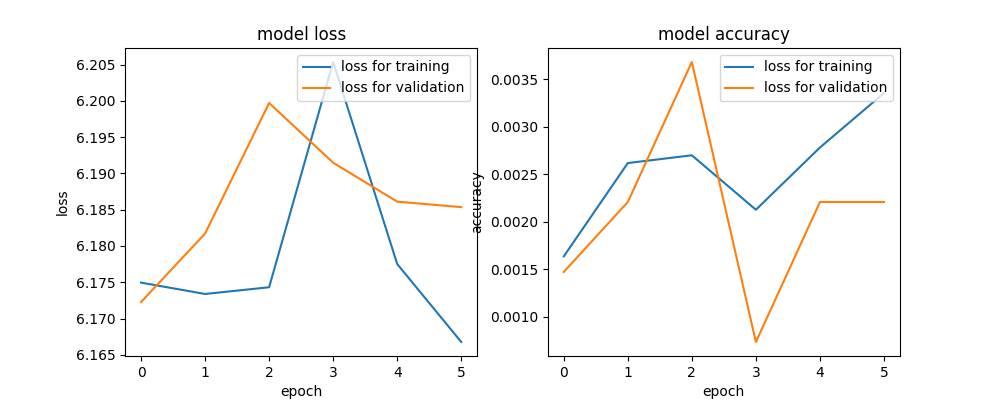 model loss
loss for training
loss for validation
6.205
6.200
6.195
6.190
6.185
6.180
6.175
6.170
6.165
loss
0 1 2 3 4 5
epoch
model accuracy
loss for training
loss for validation
0.0035
0.0030
0.0025
0.0020
0.0015
0.0010
accuracy
0 1 2 3 4 5
epoch